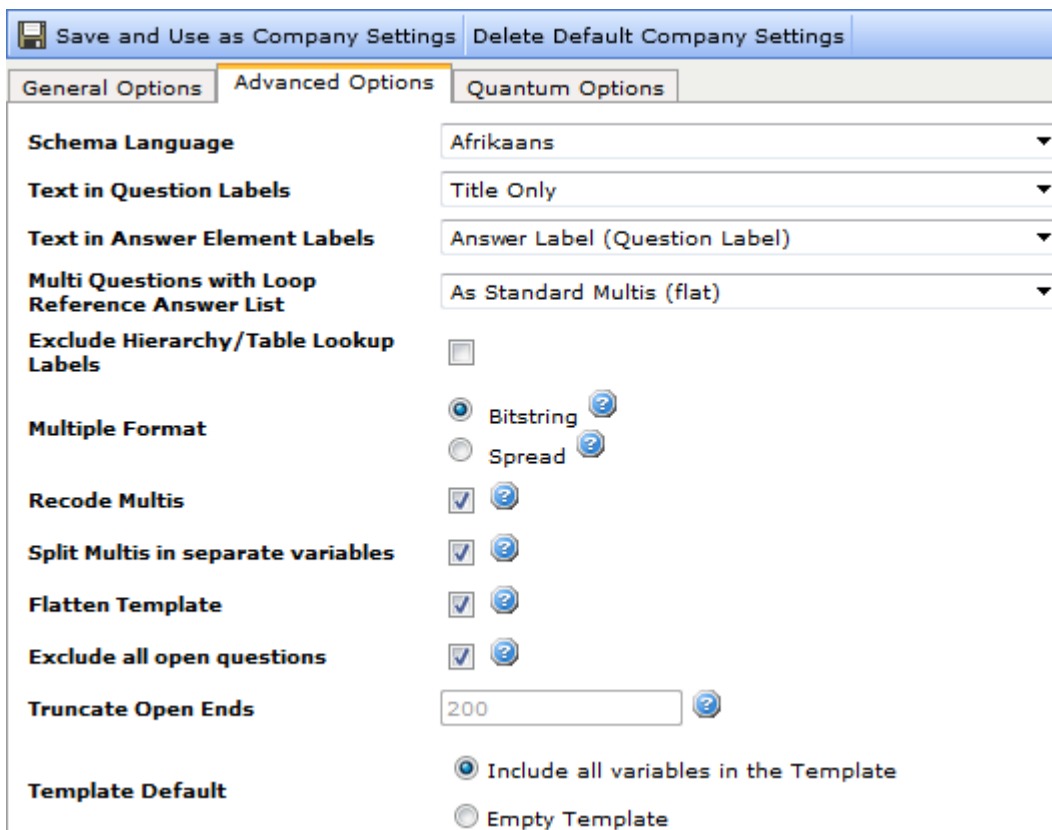 Save and Use as Company Settings Delete Default Company Settings
General Options Advanced Options Quantum Options
Schema Language Afrikaans
Text in Question Labels Title Only
Text in Answer Element Labels Answer Label (Question Label)
Multi Questions with Loop
Reference Answer List As Standard Multis (flat)
Exclude Hierarchy/Table Lookup
Labels
Multiple Format
Bitstring ?
Spread ?
Recode Multis ?
Split Multis in separate variables ?
Flatten Template ?
Exclude all open questions ?
Truncate Open Ends 200 ?
Template Default
Include all variables in the Template
Empty Template